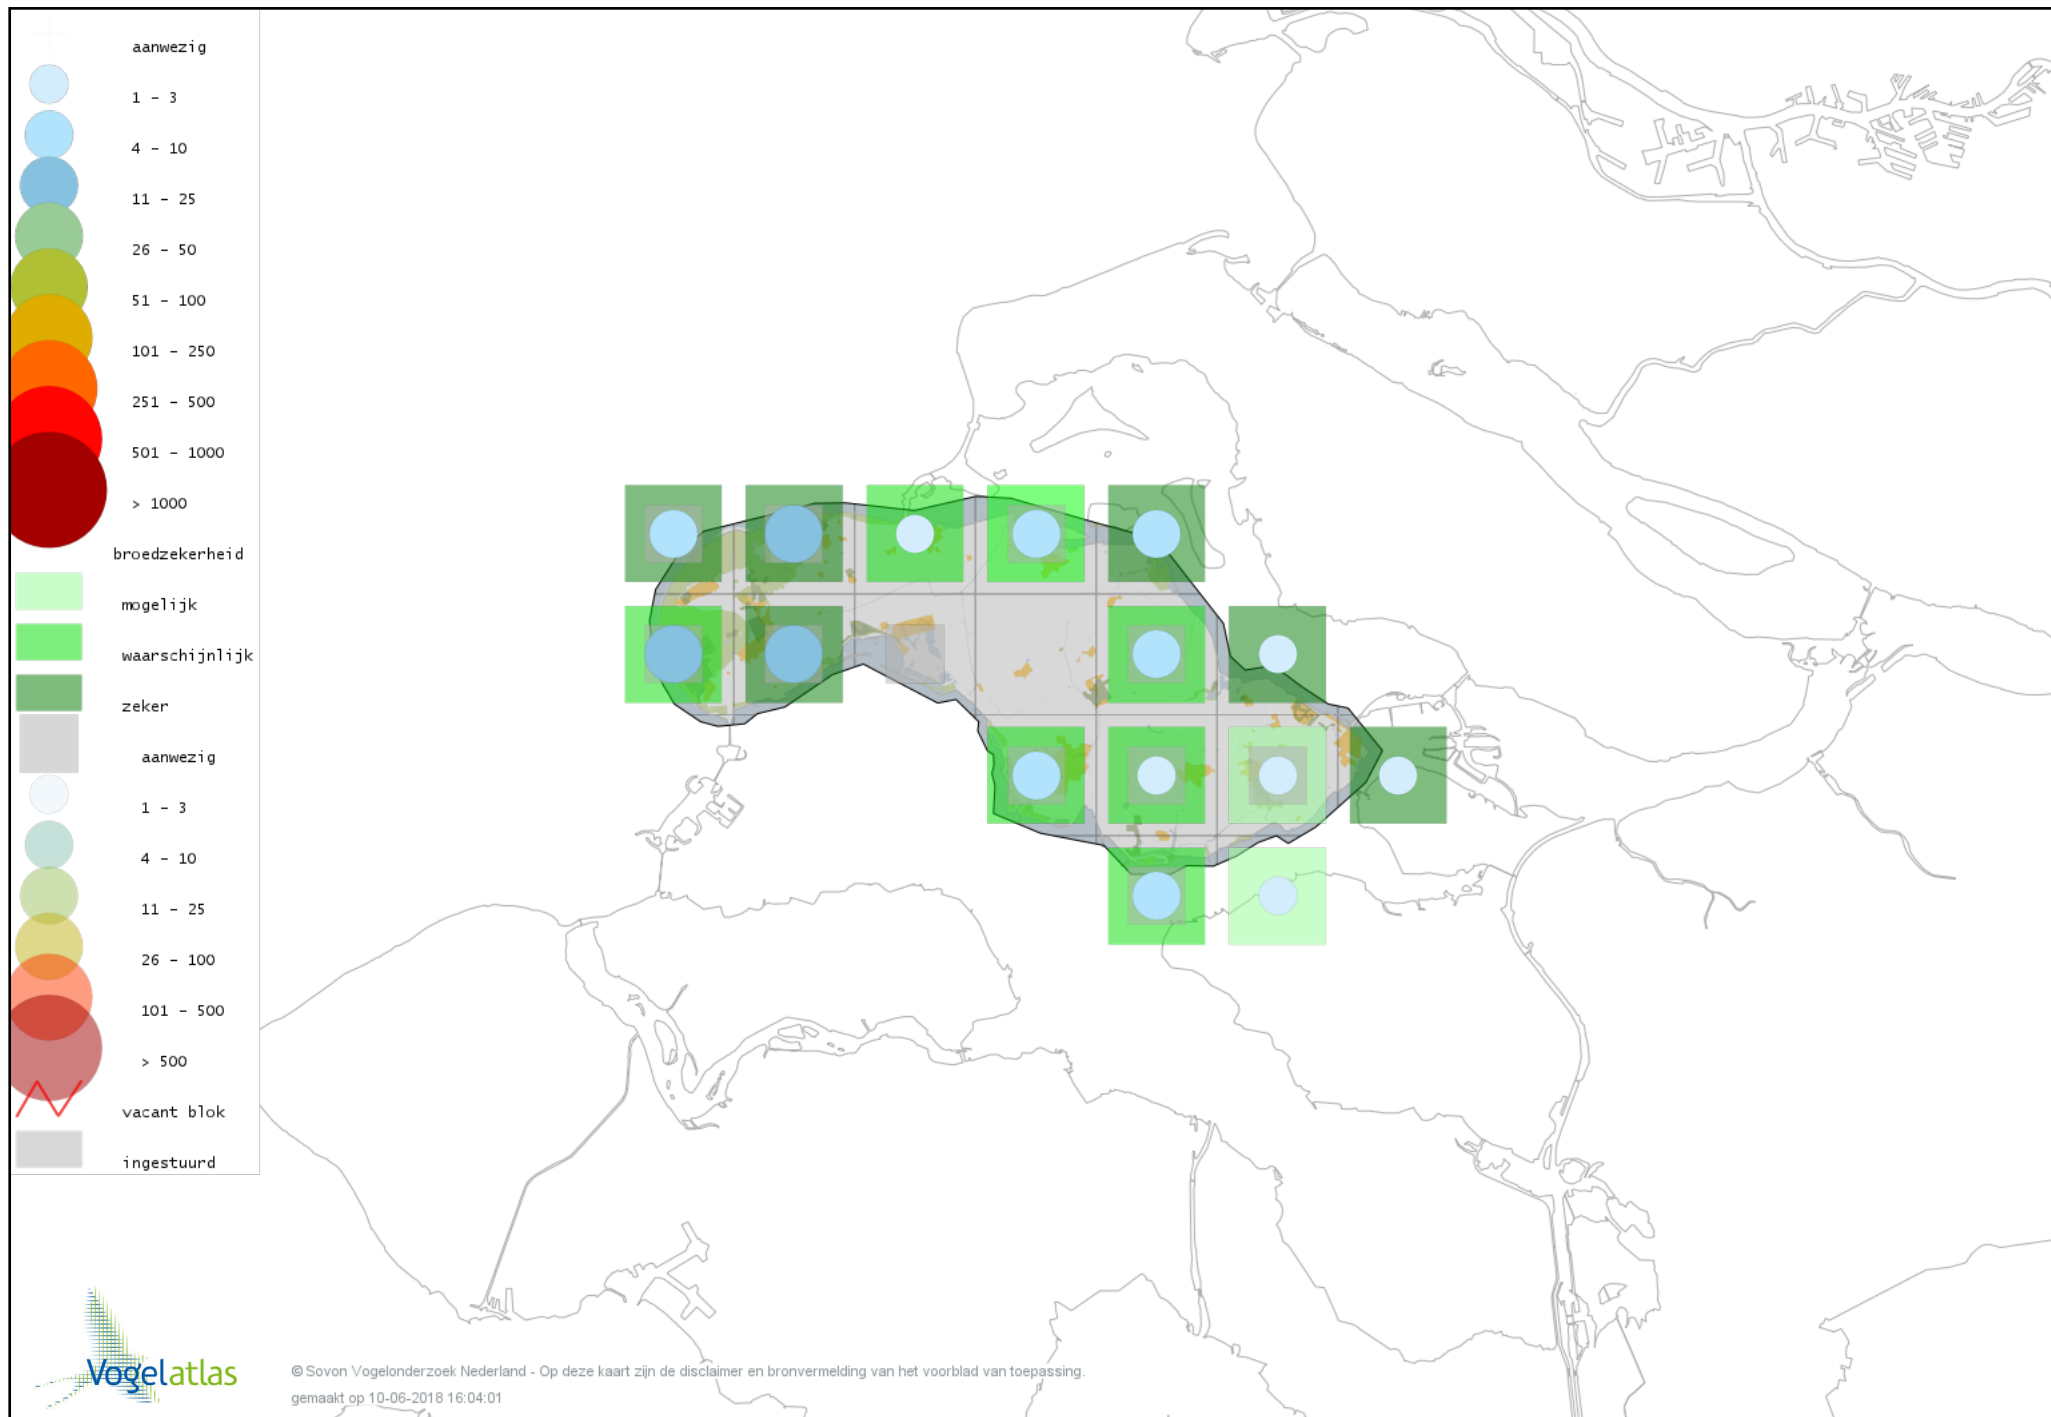 aanwezig
1 - 3
4 - 10
11 - 25
26 - 50
51 - 100
101 - 250
251 - 500
501 - 1000
> 1000
broedzekerheid
mogelijk
waarschijnlijk
zeker
aanwezig
1 - 3
4 - 10
11 - 25
26 - 100
101 - 500
> 500
vacant blok
ingestuurd
Vogelatlas
© Sovon Vogelonderzoek Nederland - Op deze kaart zijn de disclaimer en bronvermelding van het voorblad van toepassing.
gemaakt op 10-06-2018 16:04:01